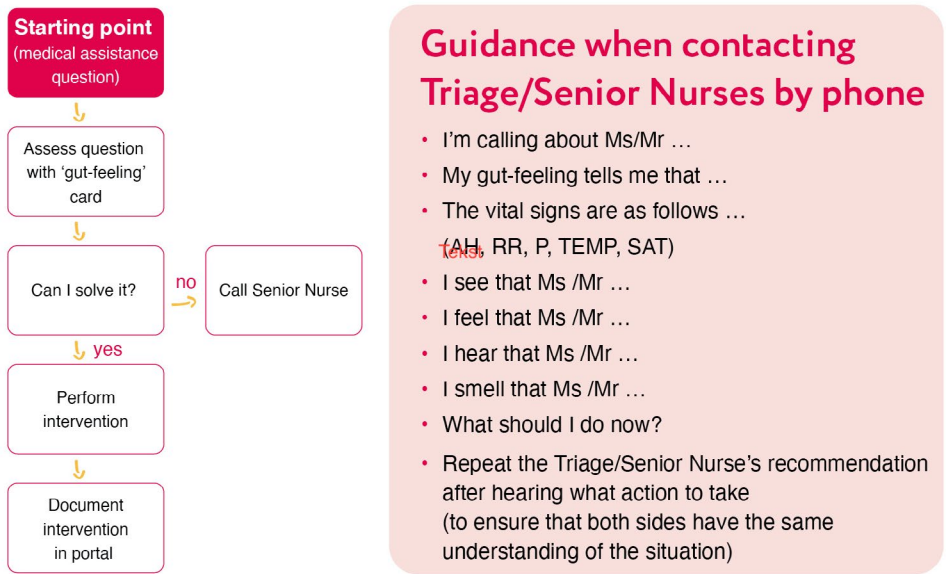 Starting point
(medical assistance
question)
Assess question
with ‘gut-feeling’
card
Can I solve it?
no
Call Senior Nurse
yes
Perform
intervention
Document
intervention
in portal
Guidance when contacting
Triage/Senior Nurses by phone
• I’m calling about Ms/Mr …
• My gut-feeling tells me that …
• The vital signs are as follows …
(AH, RR, P, TEMP, SAT)
Tekst
• I see that Ms /Mr …
• I feel that Ms /Mr …
• I hear that Ms /Mr …
• I smell that Ms /Mr …
• What should I do now?
• Repeat the Triage/Senior Nurse’s recommendation
after hearing what action to take
(to ensure that both sides have the same
understanding of the situation)